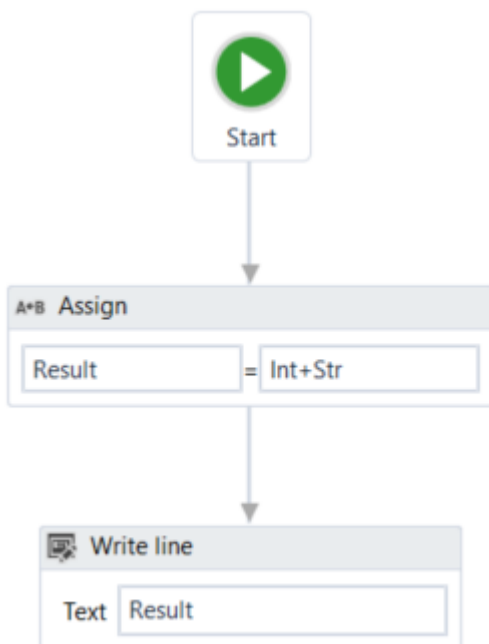 Start
A+B Assign
Result = Int+Str
Write line
Text Result